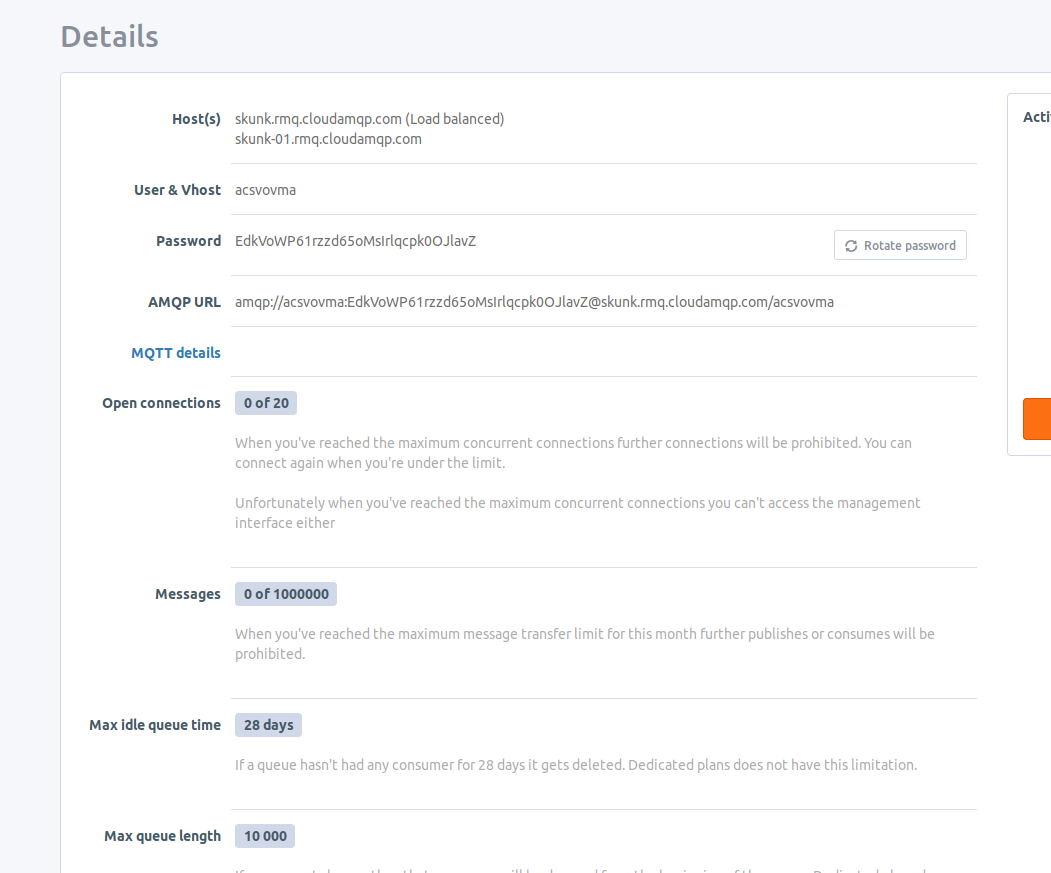 Details
Host(s) skunk.rmq.cloudamqp.com (Load balanced)
skunk-01.rmq.cloudamqp.com
User & Vhost acsvovma
Password EdkVoWP61rzzd65oMsIrlqcpk0OJlavZ Rotate password
AMQP URL amqp://acsvovma:EdkVoWP61rzzd65oMsIrlqcpk0OJlavZ@skunk.rmq.cloudamqp.com/acsvovma
MQTT details
Open connections 0 of 20
When you've reached the maximum concurrent connections further connections will be prohibited. You can
connect again when you're under the limit.
Unfortunately when you've reached the maximum concurrent connections you can't access the management
interface either
Messages 0 of 1000000
When you've reached the maximum message transfer limit for this month further publishes or consumes will be
prohibited.
Max idle queue time 28 days
If a queue hasn't had any consumer for 28 days it gets deleted. Dedicated plans does not have this limitation.
Max queue length 10 000
Acti